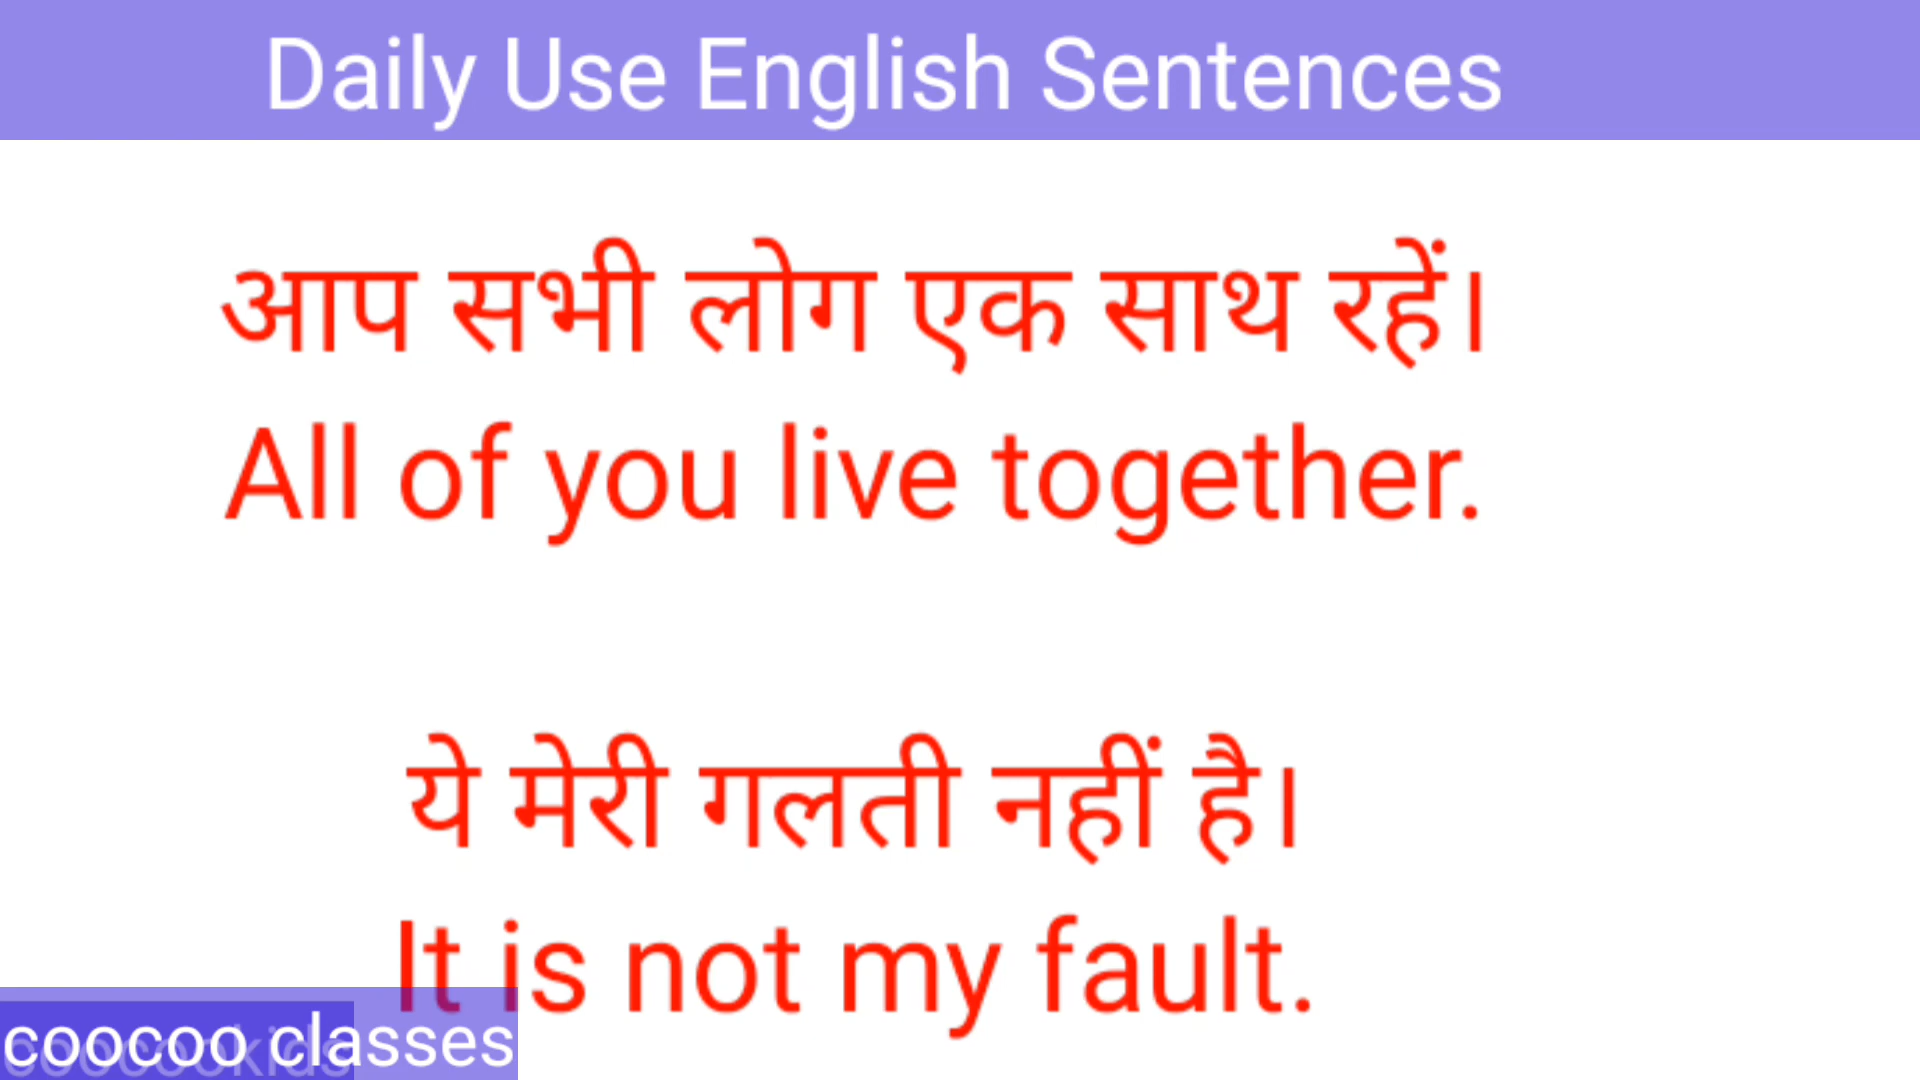 Daily Use English Sentences
आप सभी लोग एक साथ रहें।
All of you live together.
ये मेरी गलती नहीं है।
It is not my fault.
coocoo classes
coocookids